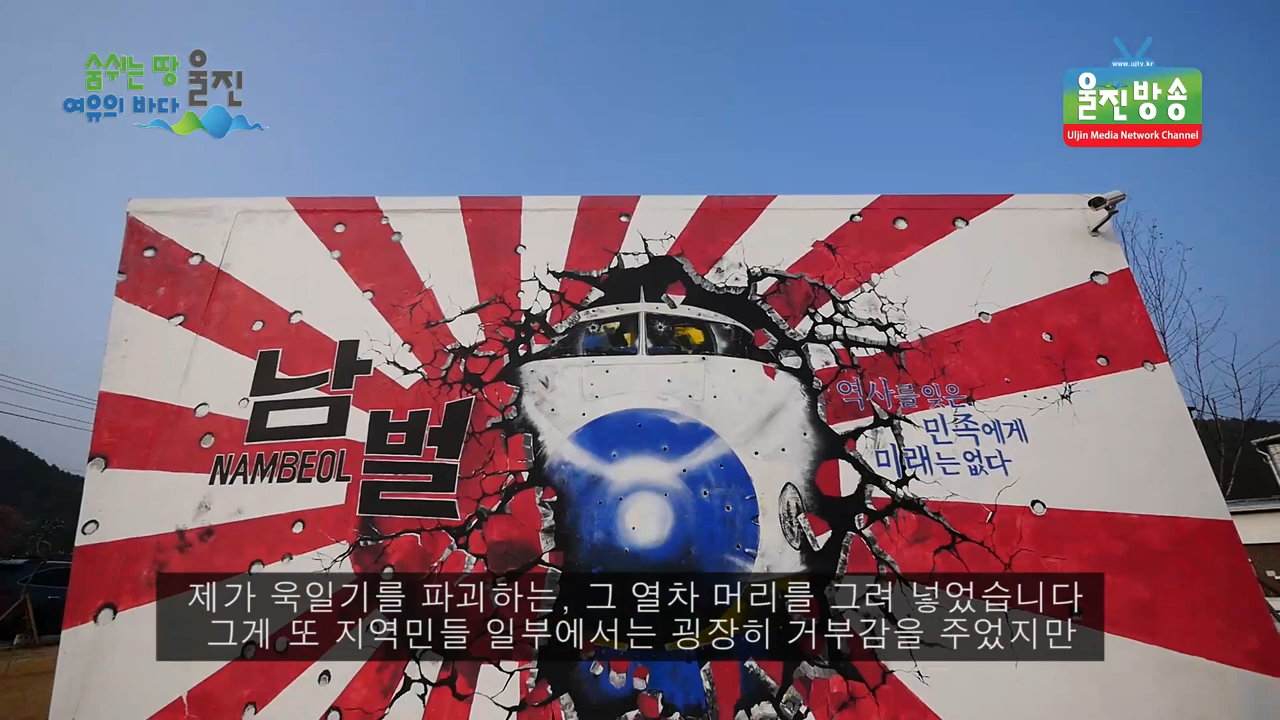 숨쉬는 땅 울진
여유의 바다
www.ujtv.kr
울진방송
Uljin Media Network Channel
남벌
NAMBEOL
역사를 잊은
민족에게
미래는 없다
제가 욱일기를 파괴하는, 그 열차 머리를 그려 넣었습니다
그게 또 지역민들 일부에서는 굉장히 거부감을 주었지만